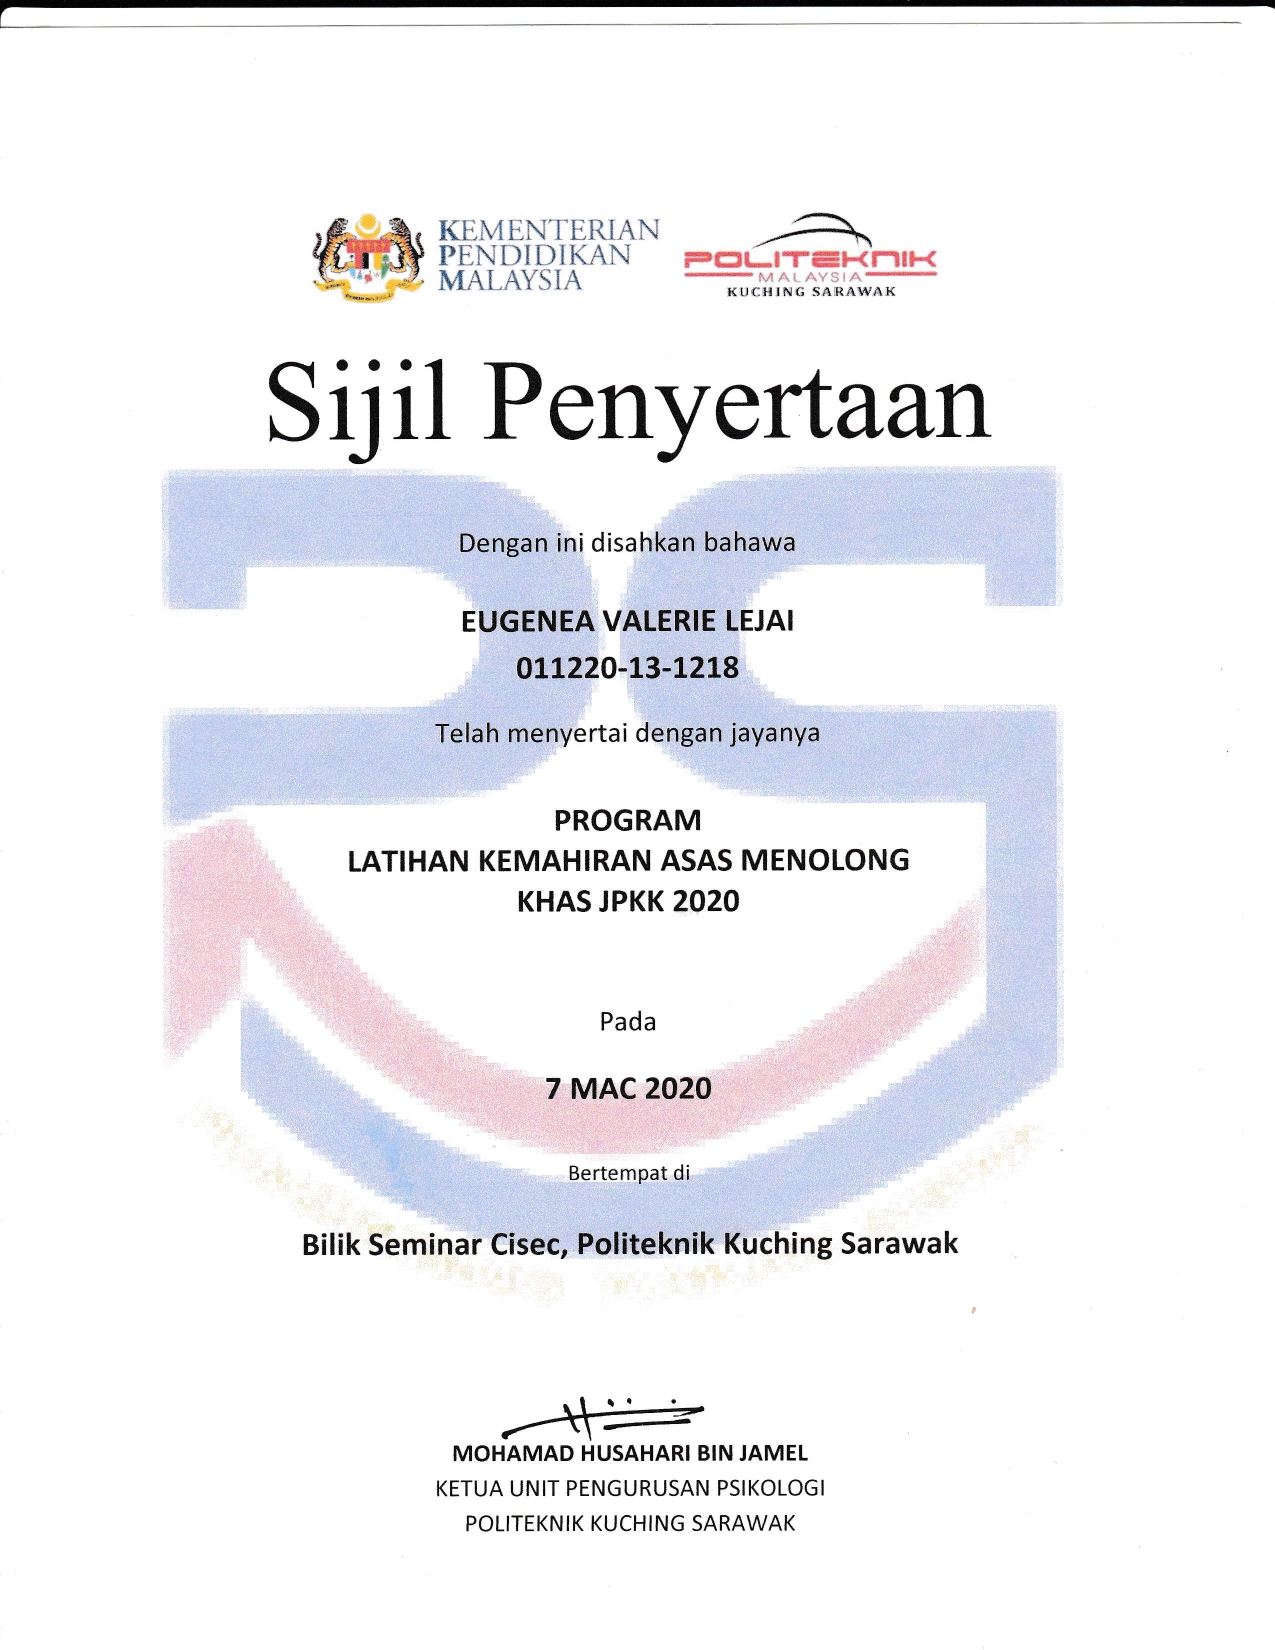 KEMENTERIAN
PENDIDIKAN
MALAYSIA
POLITEKNIK
MALAYSIA
KUCHING SARAWAK
Sijil Penyertaan
Dengan ini disahkan bahawa
EUGENEA VALERIE LEJAI
011220-13-1218
Telah menyertai dengan jayanya
PROGRAM
LATIHAN KEMAHIRAN ASAS MENOLONG
KHAS JPKK 2020
Pada
7 MAC 2020
Bertempat di
Bilik Seminar Cisec, Politeknik Kuching Sarawak
MOHAMAD HUSAHARI BIN JAMEL
KETUA UNIT PENGURUSAN PSIKOLOGI
POLITEKNIK KUCHING SARAWAK